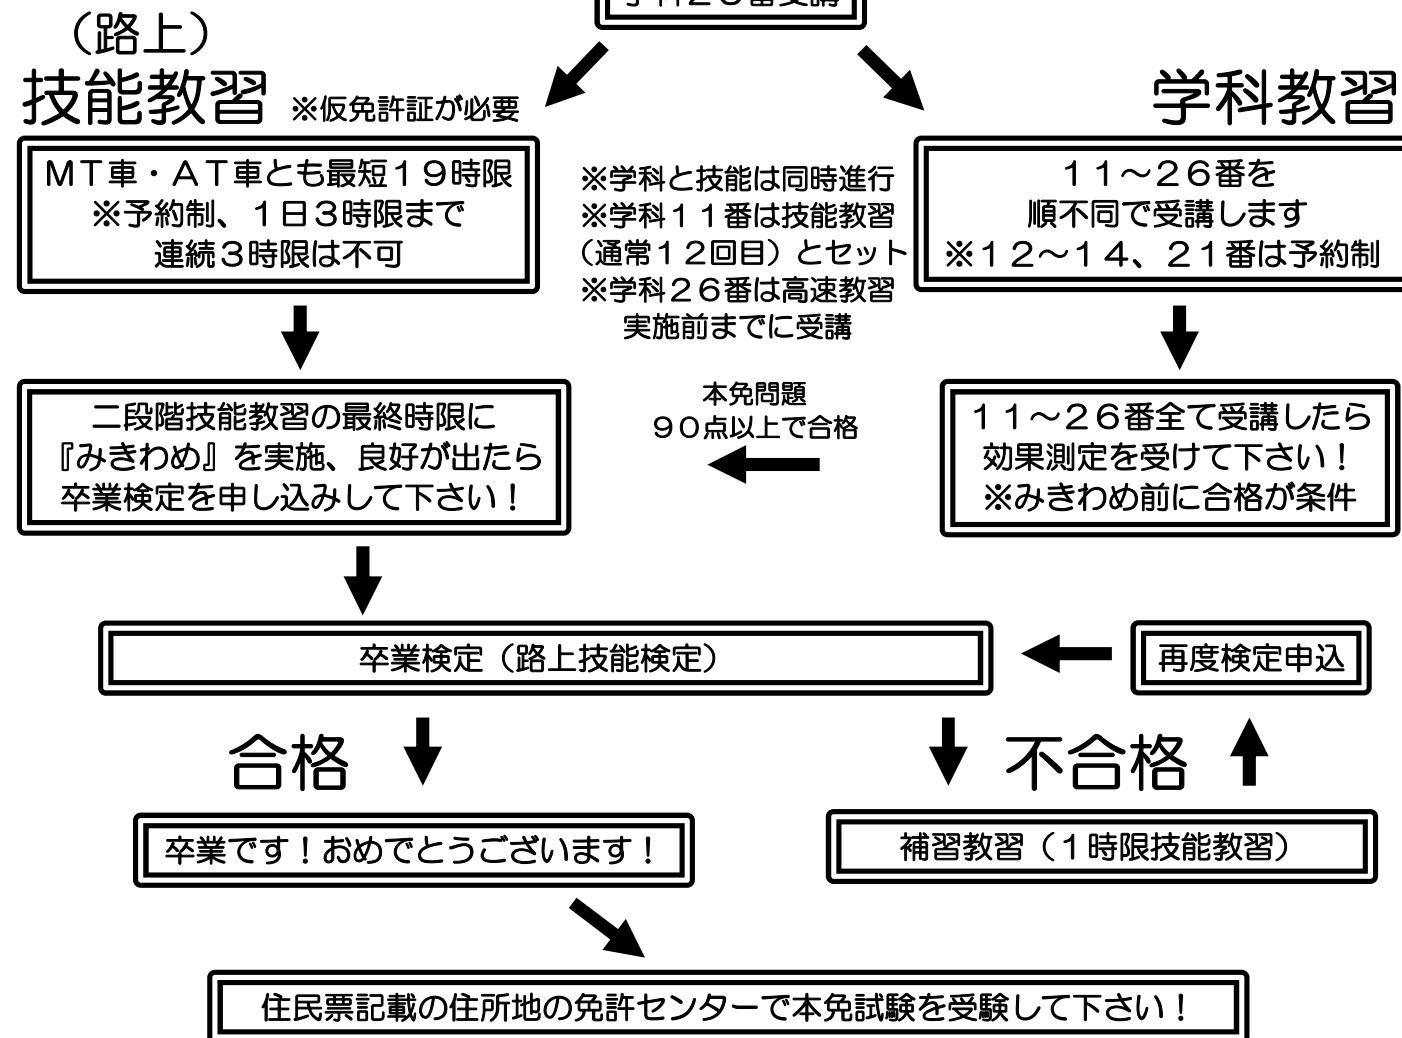 学科２６番受講
（路上）
技能教習 ※仮免許証が必要
学科教習
ＭＴ車・ＡＴ車とも最短１９時限
※予約制、１日３時限まで
連続３時限は不可
※学科と技能は同時進行
※学科１１番は技能教習
（通常１２回目）とセット
※学科２６番は高速教習
実施前までに受講
１１～２６番を
順不同で受講します
※１２～１４、２１番は予約制
二段階技能教習の最終時限に
『みきわめ』を実施、良好が出たら
卒業検定を申し込みして下さい！
本免問題
９０点以上で合格
１１～２６番全て受講したら
効果測定を受けて下さい！
※みきわめ前に合格が条件
卒業検定（路上技能検定）
再度検定申込
合格
不合格
卒業です！おめでとうございます！
補習教習（１時限技能教習）
住民票記載の住所地の免許センターで本免試験を受験して下さい！